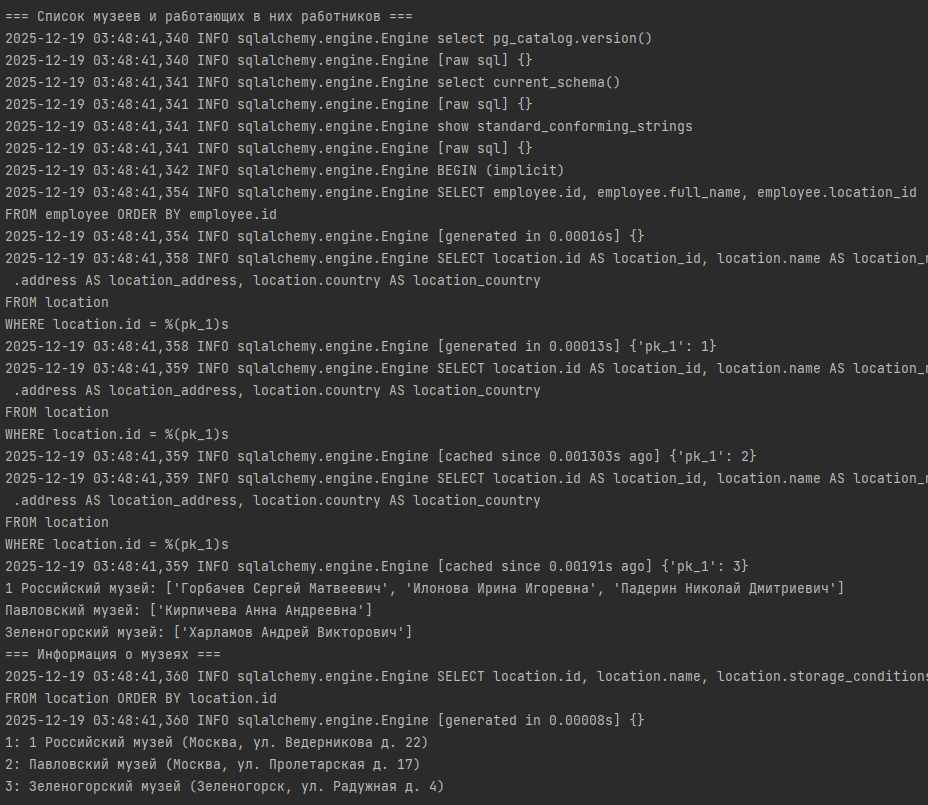 === Список музеев и работающих в них работников ===
2025-12-19 03:48:41,340 INFO sqlalchemy.engine.Engine select pg_catalog.version()
2025-12-19 03:48:41,340 INFO sqlalchemy.engine.Engine [raw sql] {}
2025-12-19 03:48:41,341 INFO sqlalchemy.engine.Engine select current_schema()
2025-12-19 03:48:41,341 INFO sqlalchemy.engine.Engine [raw sql] {}
2025-12-19 03:48:41,341 INFO sqlalchemy.engine.Engine show standard_conforming_strings
2025-12-19 03:48:41,341 INFO sqlalchemy.engine.Engine [raw sql] {}
2025-12-19 03:48:41,342 INFO sqlalchemy.engine.Engine BEGIN (implicit)
2025-12-19 03:48:41,354 INFO sqlalchemy.engine.Engine SELECT employee.id, employee.full_name, employee.location_id
FROM employee ORDER BY employee.id
2025-12-19 03:48:41,354 INFO sqlalchemy.engine.Engine [generated in 0.00016s] {}
2025-12-19 03:48:41,358 INFO sqlalchemy.engine.Engine SELECT location.id AS location_id, location.name AS location_n
.address AS location_address, location.country AS location_country
FROM location
WHERE location.id = %(pk_1)s
2025-12-19 03:48:41,358 INFO sqlalchemy.engine.Engine [generated in 0.00013s] {'pk_1': 1}
2025-12-19 03:48:41,359 INFO sqlalchemy.engine.Engine SELECT location.id AS location_id, location.name AS location_n
.address AS location_address, location.country AS location_country
FROM location
WHERE location.id = %(pk_1)s
2025-12-19 03:48:41,359 INFO sqlalchemy.engine.Engine [cached since 0.001303s ago] {'pk_1': 2}
2025-12-19 03:48:41,359 INFO sqlalchemy.engine.Engine SELECT location.id AS location_id, location.name AS location_n
.address AS location_address, location.country AS location_country
FROM location
WHERE location.id = %(pk_1)s
2025-12-19 03:48:41,359 INFO sqlalchemy.engine.Engine [cached since 0.00191s ago] {'pk_1': 3}
1 Российский музей: ['Горбачев Сергей Матвеевич', 'Илонова Ирина Игоревна', 'Падерин Николай Дмитриевич']
Павловский музей: ['Кирпичева Анна Андреевна']
Зеленогорский музей: ['Харламов Андрей Викторович']
=== Информация о музеях ===
2025-12-19 03:48:41,360 INFO sqlalchemy.engine.Engine SELECT location.id, location.name, location.storage_conditions
FROM location ORDER BY location.id
2025-12-19 03:48:41,360 INFO sqlalchemy.engine.Engine [generated in 0.00008s] {}
1: 1 Российский музей (Москва, ул. Ведерникова д. 22)
2: Павловский музей (Москва, ул. Пролетарская д. 17)
3: Зеленогорский музей (Зеленогорск, ул. Радужная д. 4)